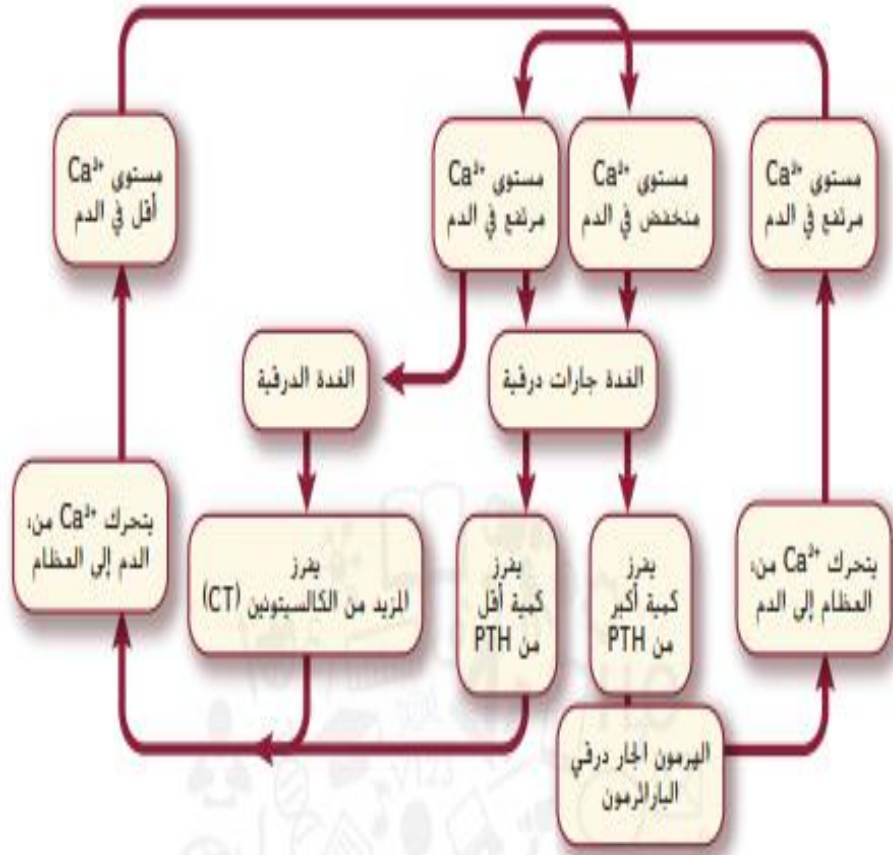 مستوى Ca²⁺
مرتفع في الدم
مستوى Ca²⁺
منخفض في الدم
مستوى Ca²⁺
مرتفع في الدم
مستوى Ca²⁺
أقل في الدم
الغدة جارات درقية
الغدة الدرقية
يتحرك Ca²⁺ من،
العظام إلى الدم
يفرز
كمية أكبر
من PTH
يفرز
كمية أقل
من PTH
يفرز
المزيد من الكالسيتونين (CT)
يتحرك Ca²⁺ من،
الدم إلى العظام
الهرمون الجار درقي
الباراثرمون